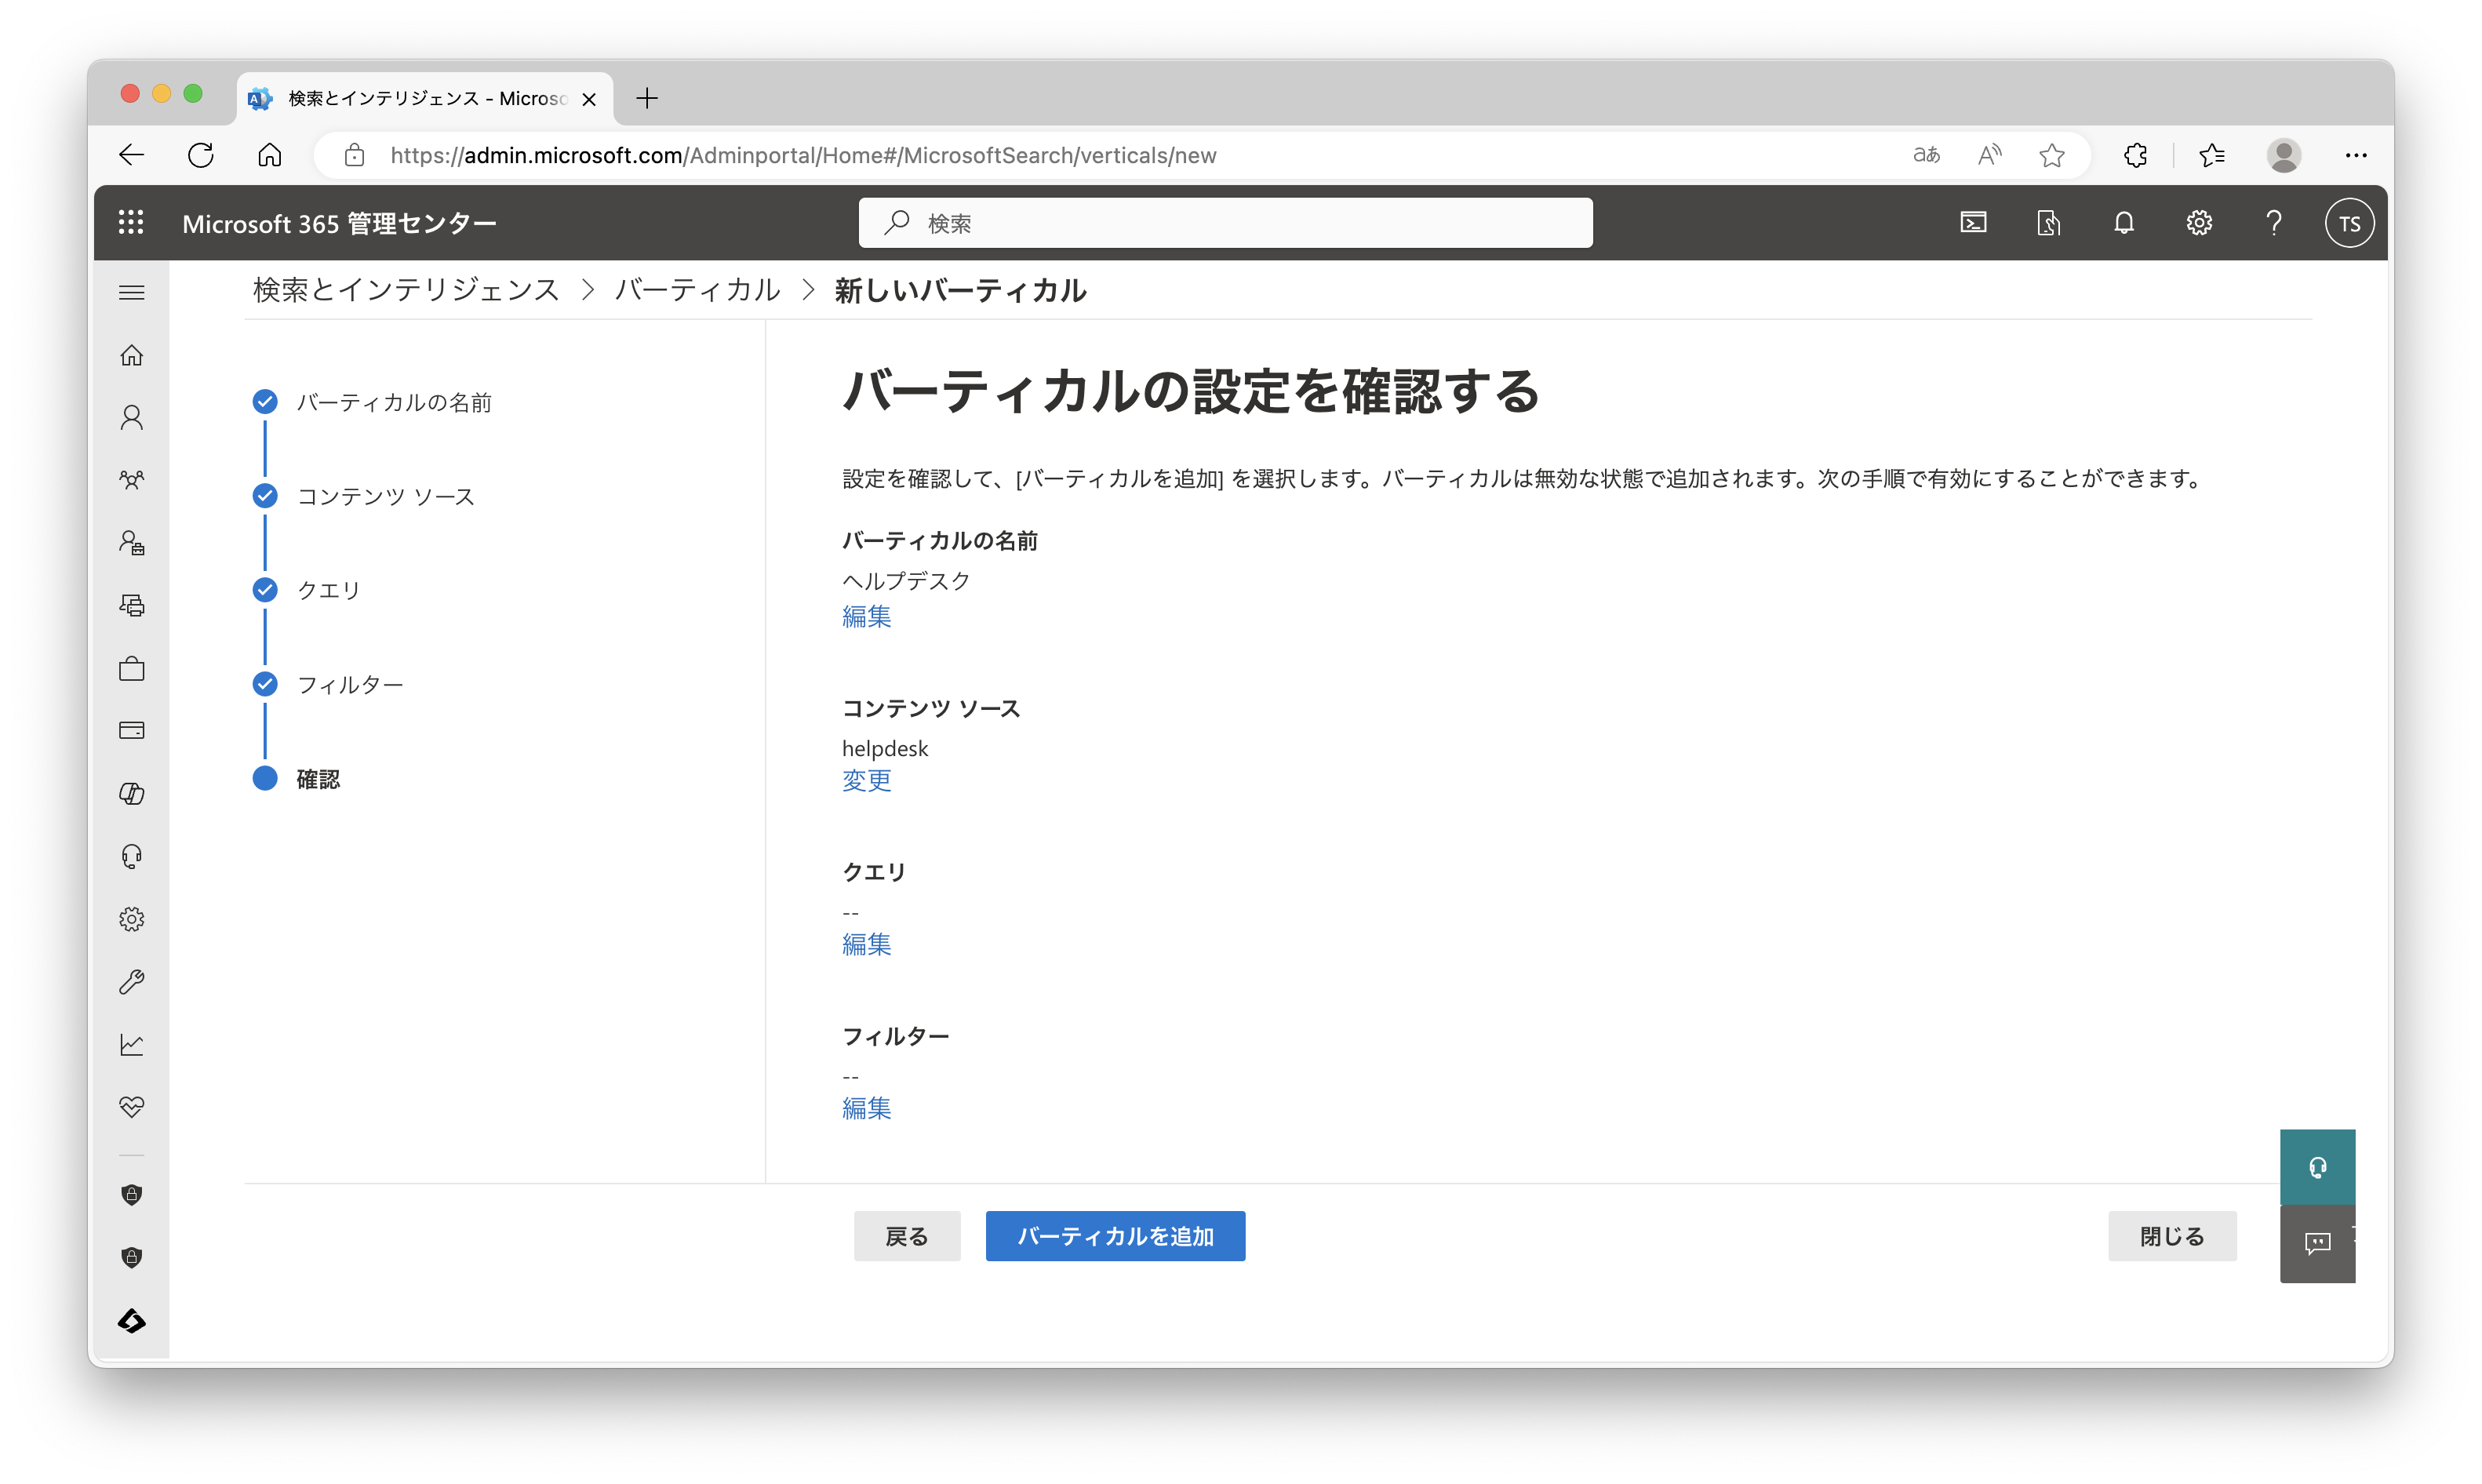 検索とインテリジェンス - Microso
https://admin.microsoft.com/Adminportal/Home#/MicrosoftSearch/verticals/new
aあ
Microsoft 365 管理センター
検索
TS
検索とインテリジェンス > バーティカル > 新しいバーティカル
バーティカルの名前
コンテンツ ソース
クエリ
フィルター
確認
バーティカルの設定を確認する
設定を確認して、[バーティカルを追加] を選択します。バーティカルは無効な状態で追加されます。次の手順で有効にすることができます。
バーティカルの名前
ヘルプデスク
編集
コンテンツ ソース
helpdesk
変更
クエリ
--
編集
フィルター
--
編集
戻る
バーティカルを追加
閉じる